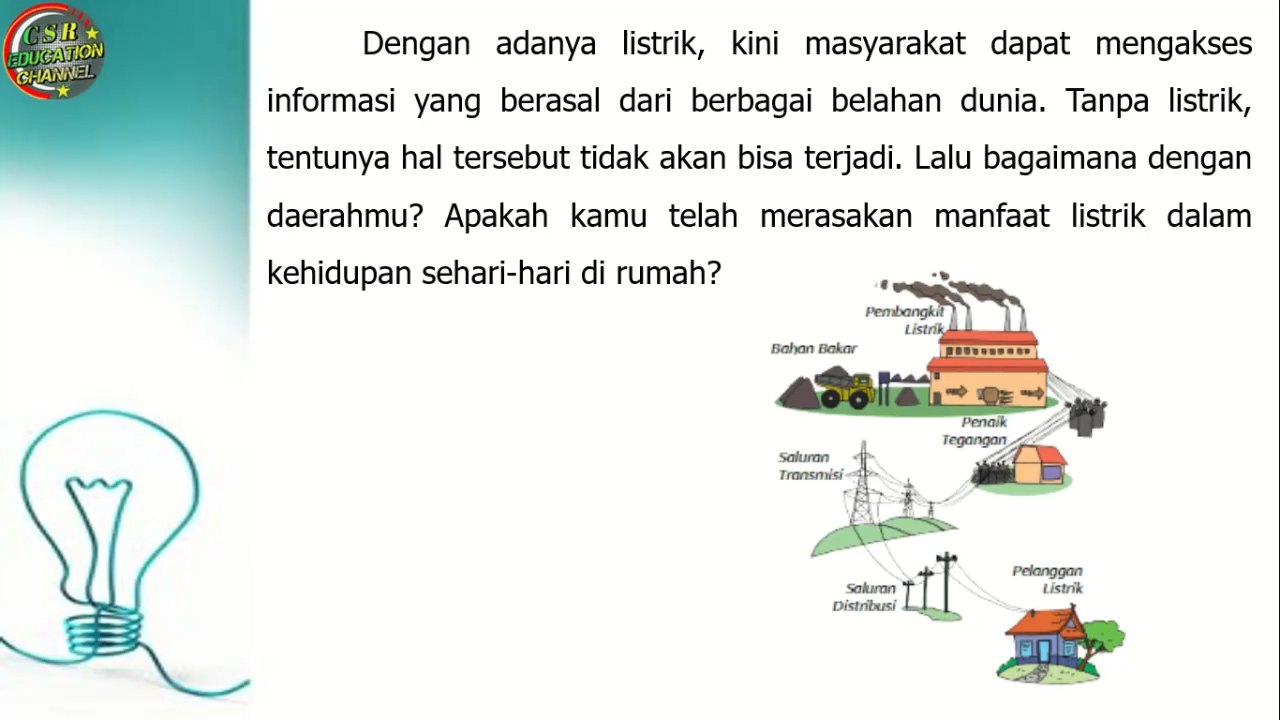 CSR
EDUCATION
CHANNEL
Dengan adanya listrik, kini masyarakat dapat mengakses
informasi yang berasal dari berbagai belahan dunia. Tanpa listrik,
tentunya hal tersebut tidak akan bisa terjadi. Lalu bagaimana dengan
daerahmu? Apakah kamu telah merasakan manfaat listrik dalam
kehidupan sehari-hari di rumah?
Pembangkit
Listrik
Bahan Bakar
Penaik
Tegangan
Saluran
Transmisi
Saluran
Distribusi
Pelanggan
Listrik